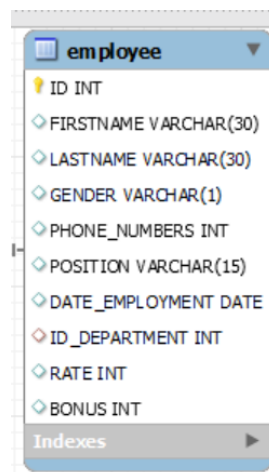 employee
ID INT
FIRSTNAME VARCHAR(30)
LASTNAME VARCHAR(30)
GENDER VARCHAR(1)
PHONE_NUMBERS INT
POSITION VARCHAR(15)
DATE_EMPLOYMENT DATE
ID_DEPARTMENT INT
RATE INT
BONUS INT
Indexes